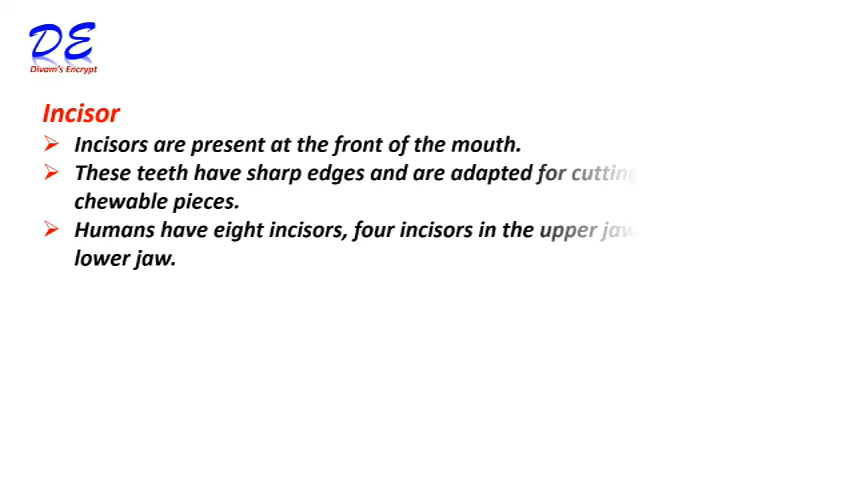 DE
Divam's Encrypt
Incisor
Incisors are present at the front of the mouth.
These teeth have sharp edges and are adapted for cutting
chewable pieces.
Humans have eight incisors, four incisors in the upper jaw
lower jaw.